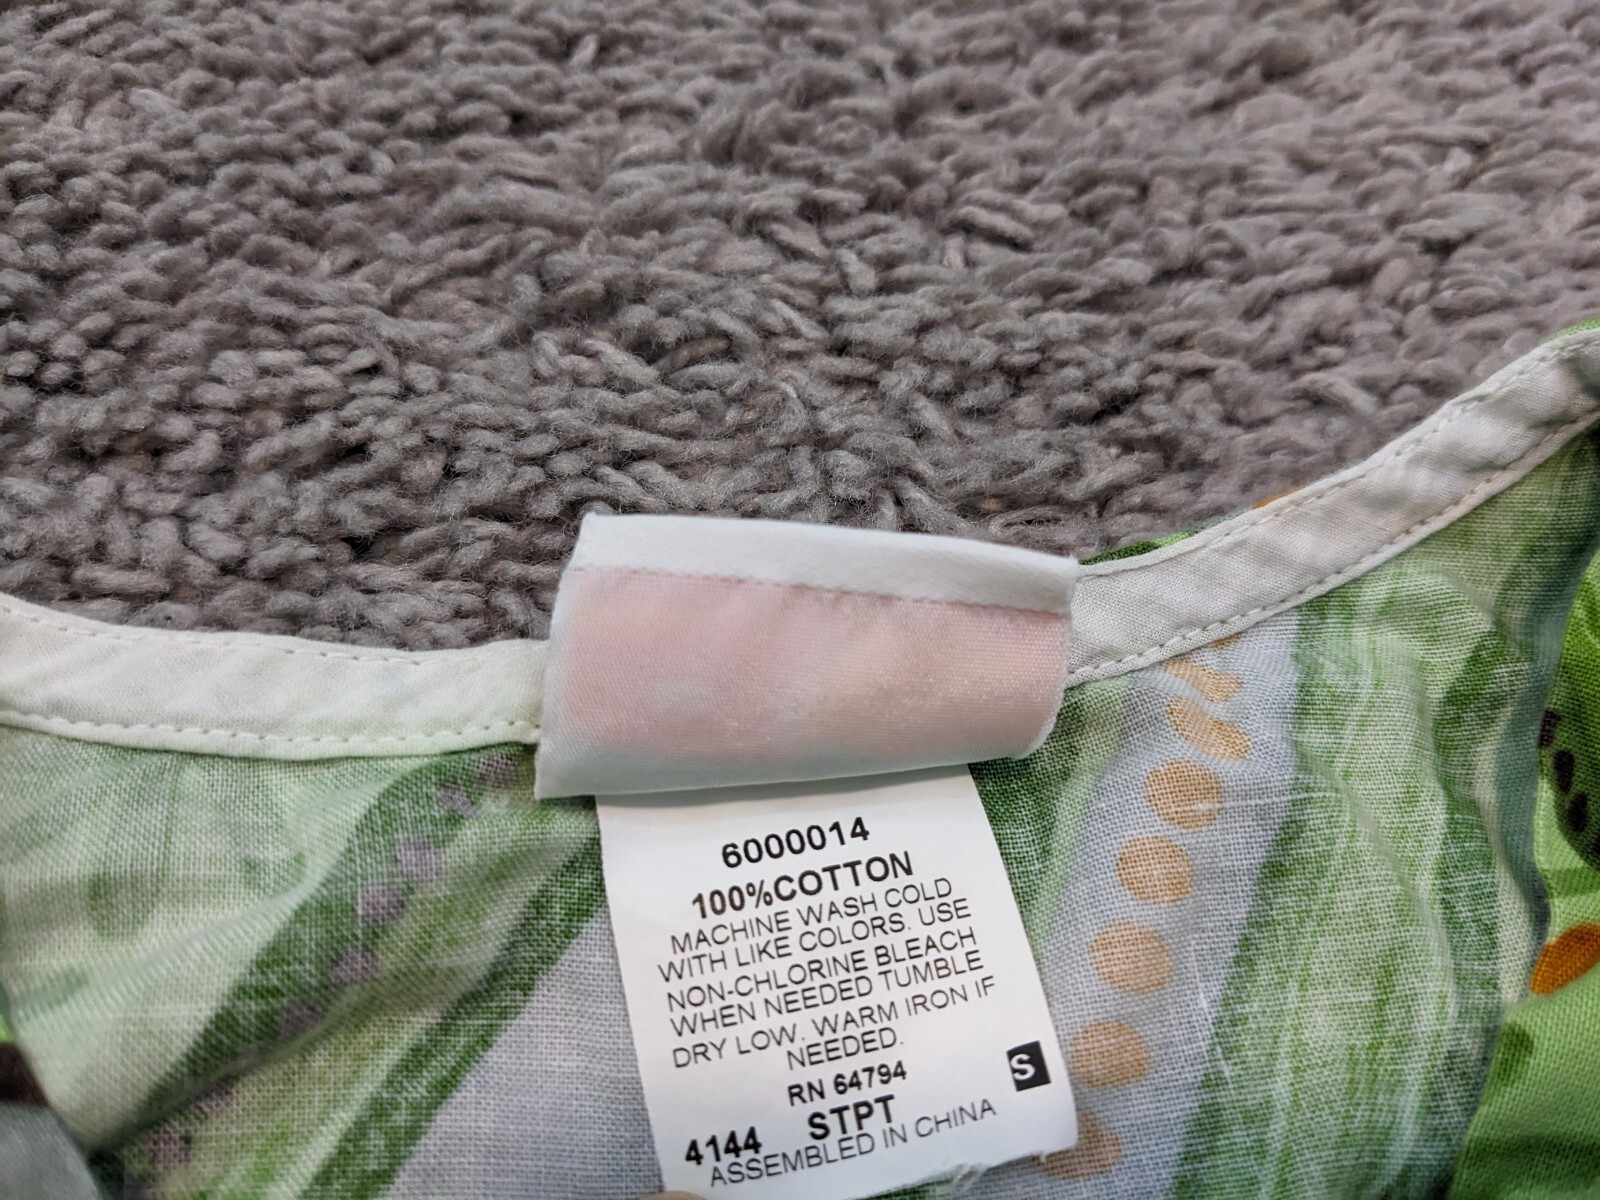 6000014
100%COTTON
MACHINE WASH COLD
WITH LIKE COLORS. USE
NON-CHLORINE BLEACH
WHEN NEEDED TUMBLE
DRY LOW. WARM IRON IF
NEEDED.
S
RN 64794
4144 STPT
ASSEMBLED IN CHINA